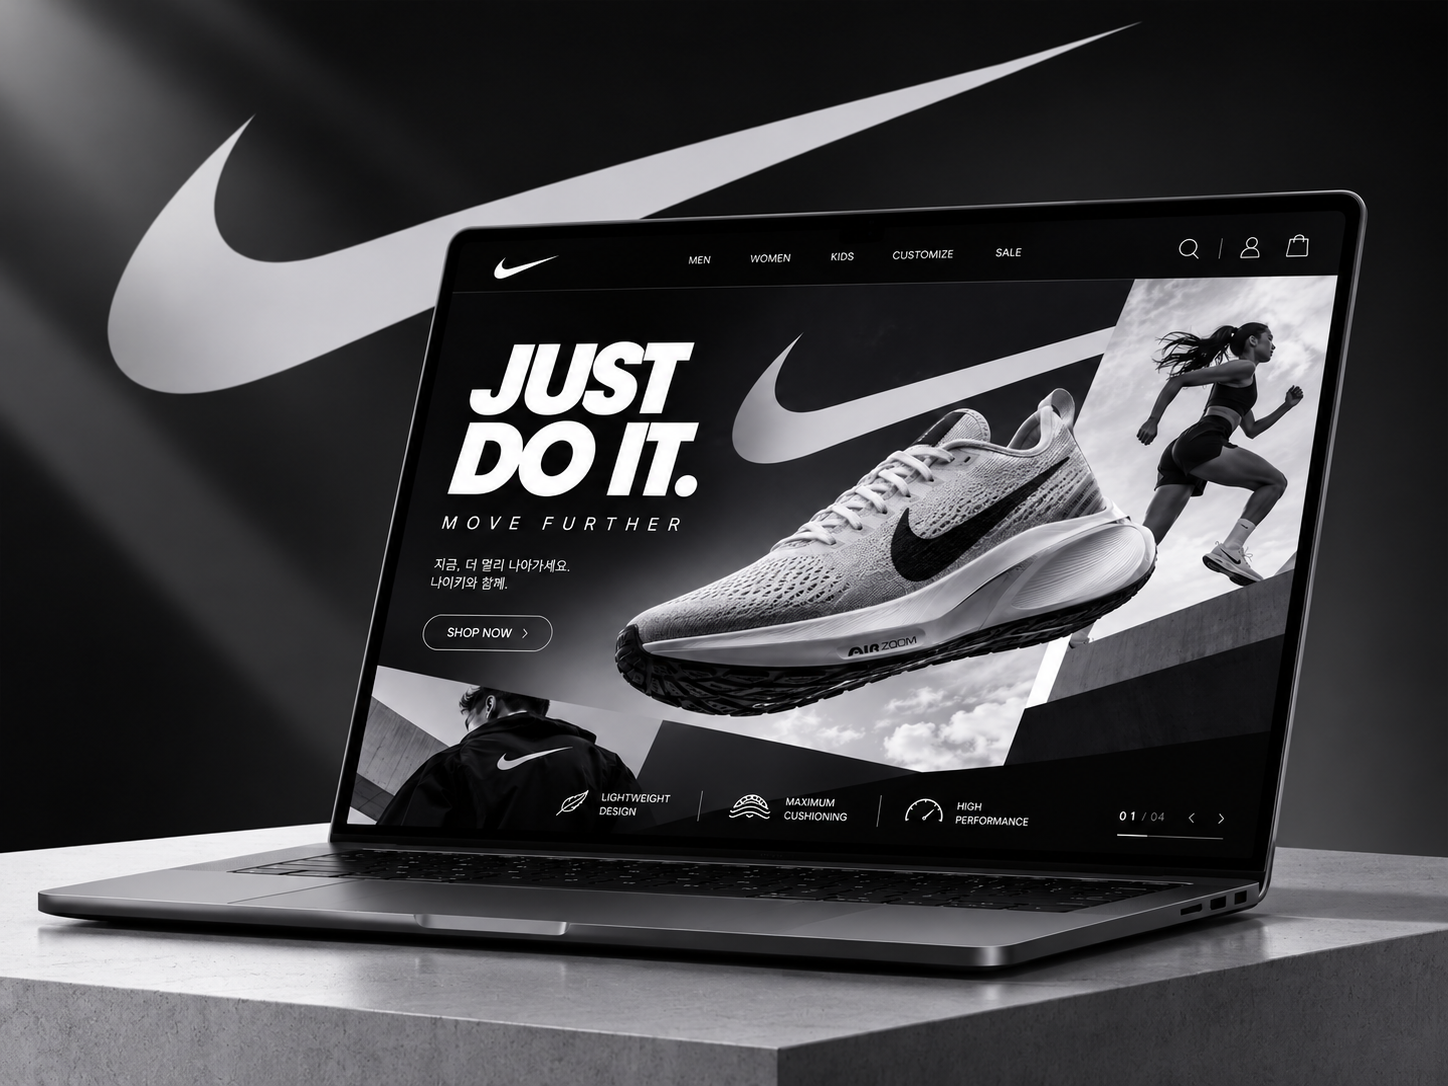 MEN
WOMEN
KIDS
CUSTOMIZE
SALE
JUST
DO IT.
MOVE FURTHER
지금, 더 멀리 나아가세요.
나이키와 함께.
SHOP NOW
AIR ZOOM
LIGHTWEIGHT
DESIGN
MAXIMUM
CUSHIONING
HIGH
PERFORMANCE
01 / 04